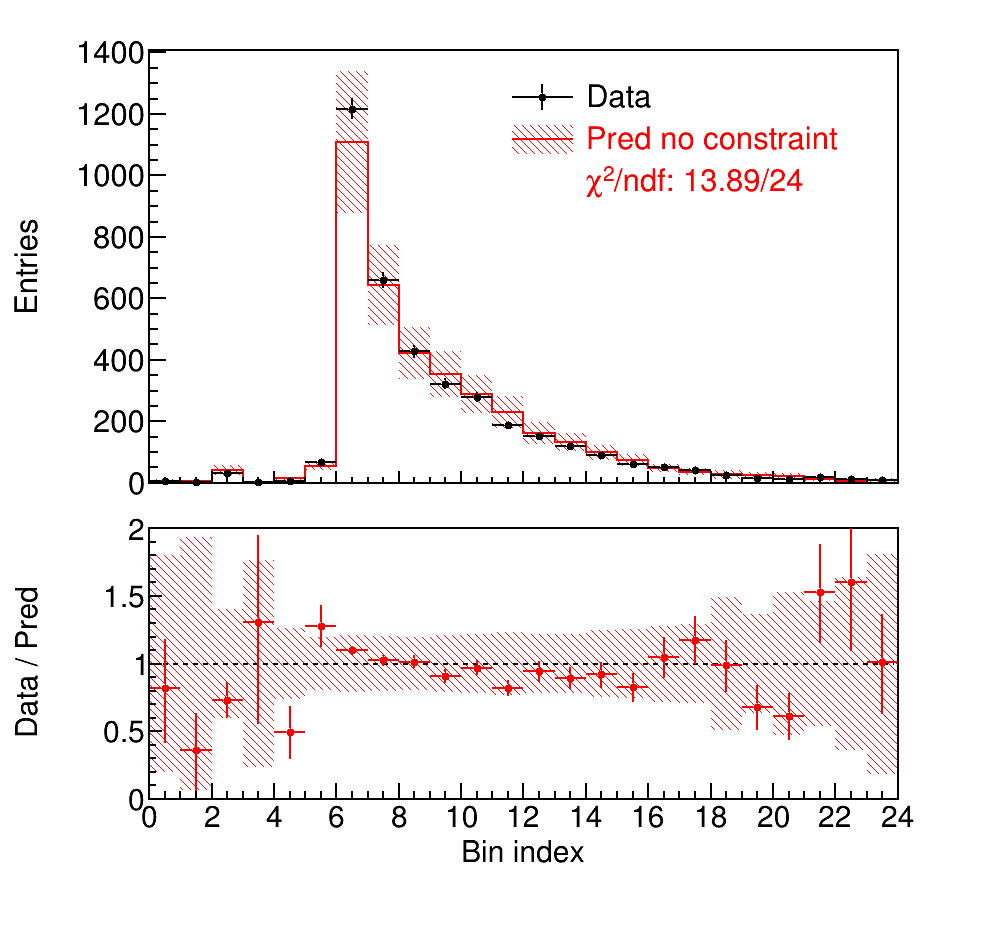 1400
1200
1000
800
600
400
200
0
Entries
Data
Pred no constraint
χ²/ndf: 13.89/24
2
1.5
1
0.5
0
Data / Pred
0 2 4 6 8 10 12 14 16 18 20 22 24
Bin index